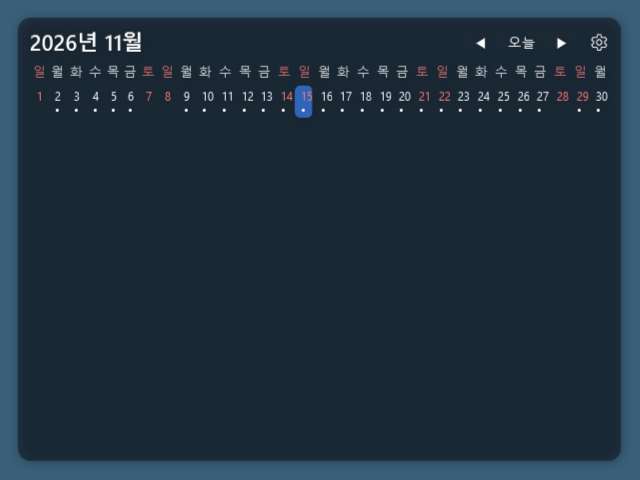 2026년 11월
◀ 오늘 ▶
일 월 화 수 목 금 토 일 월 화 수 목 금 토 일 월 화 수 목 금 토 일 월 화 수 목 금 토 일 월
1 2 3 4 5 6 7 8 9 10 11 12 13 14 15 16 17 18 19 20 21 22 23 24 25 26 27 28 29 30